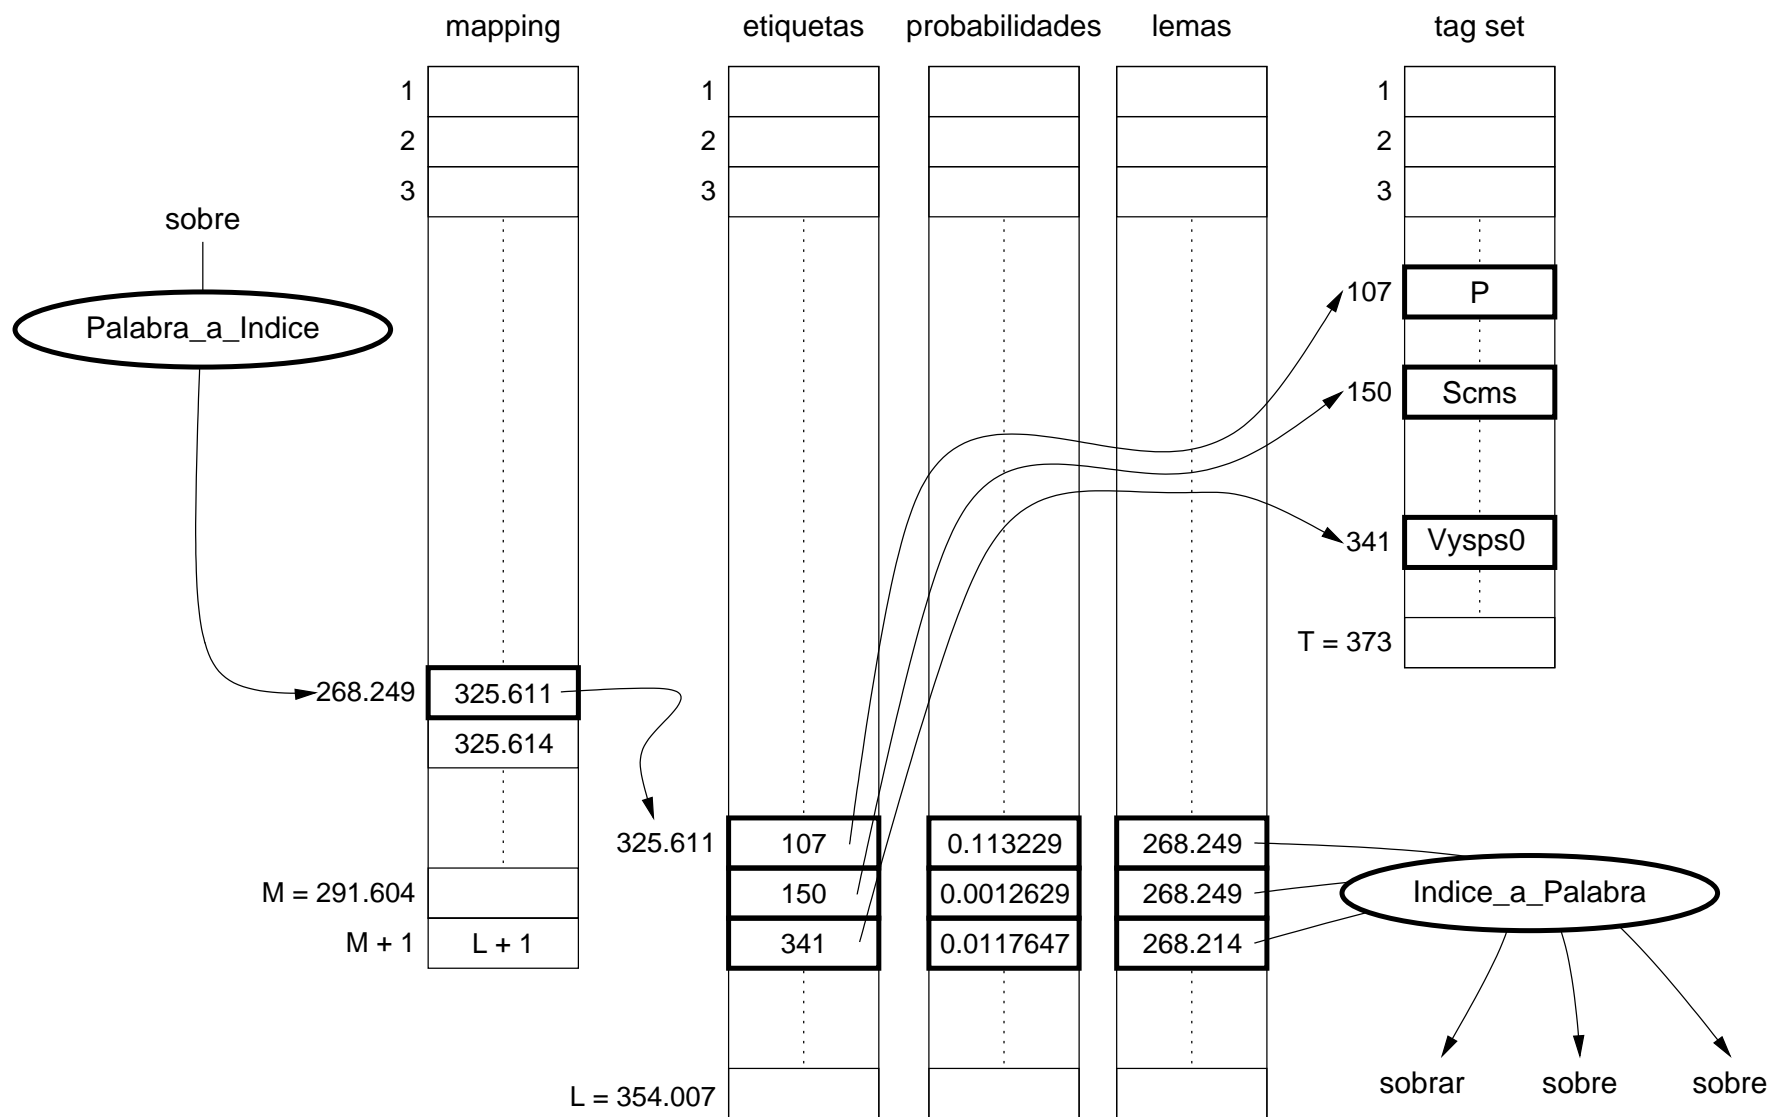 mapping etiquetas probabilidades lemas tag set
1 1 1
2 2 2
3 3 3
sobre
107 P
Palabra_a_Indice
150 Scms
341 Vysps0
T = 373
268.249 325.611
325.614
325.611 107 0.113229 268.249
M = 291.604 150 0.0012629 268.249 Indice_a_Palabra
M + 1 L + 1 341 0.0117647 268.214
sobrar sobre sobre
L = 354.007